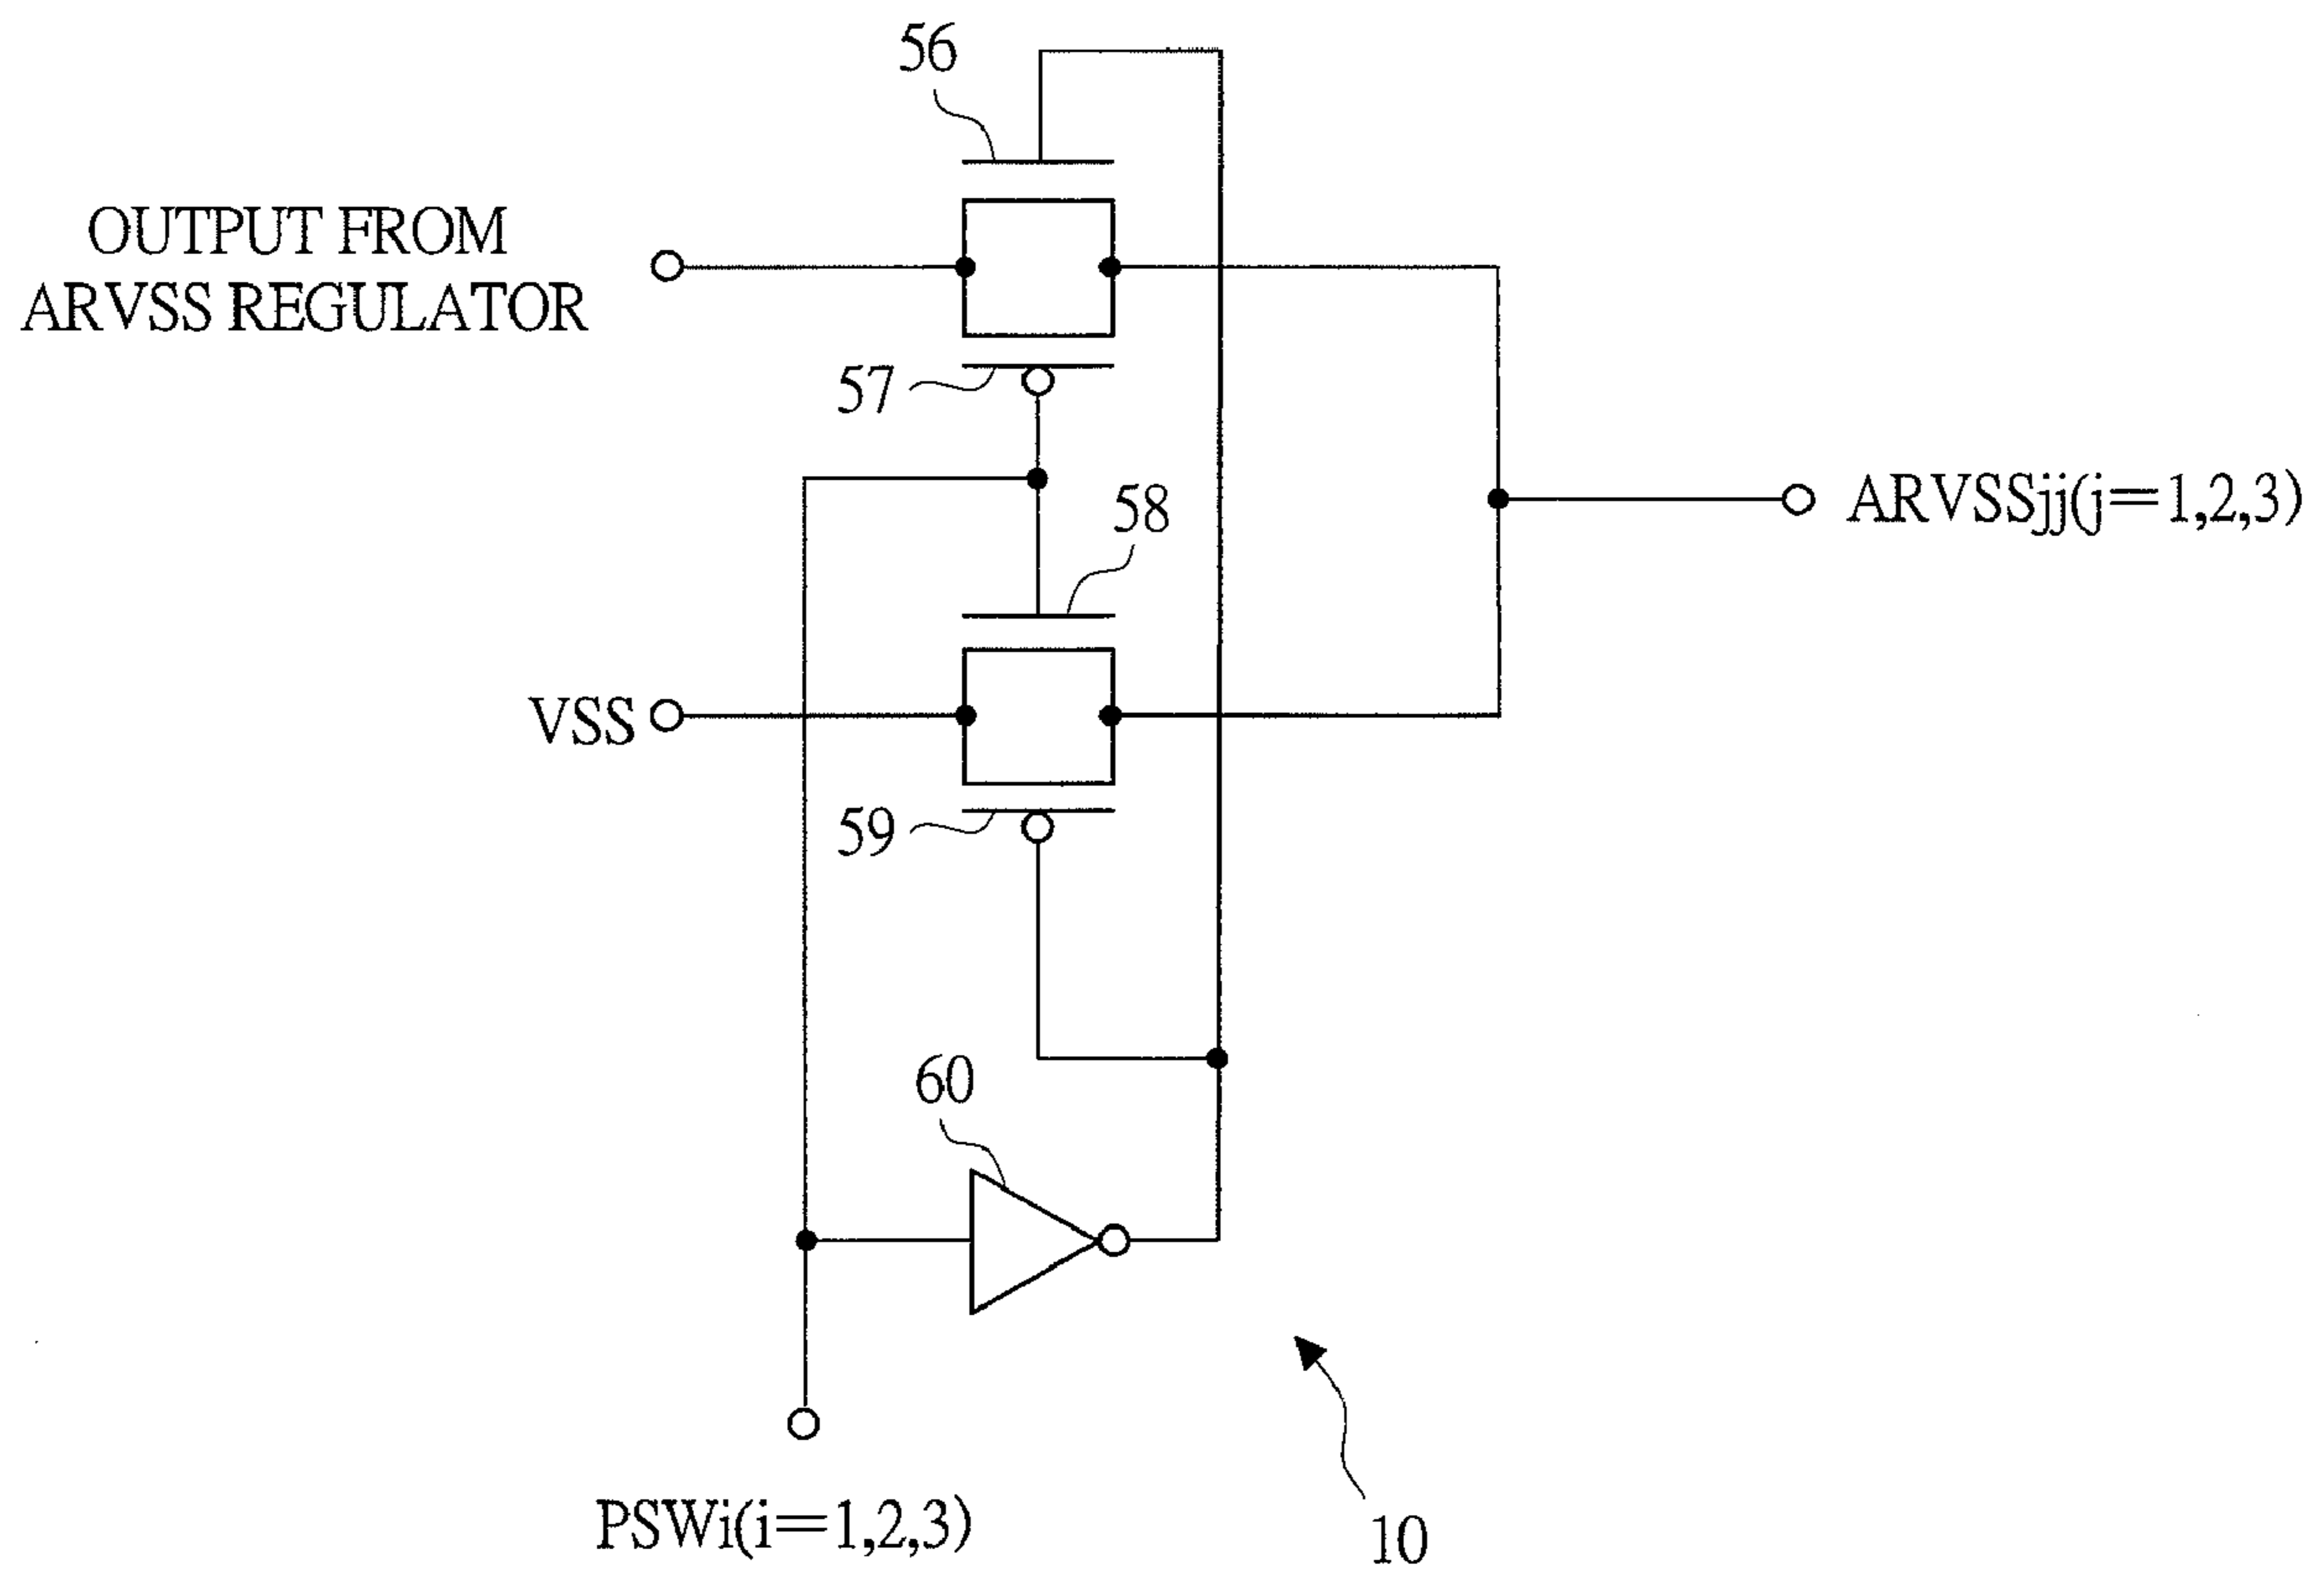 56
OUTPUT FROM
ARVSS REGULATOR
57
58
ARVSSjj(j=1,2,3)
VSS
59
60
PSWi(i=1,2,3)
10